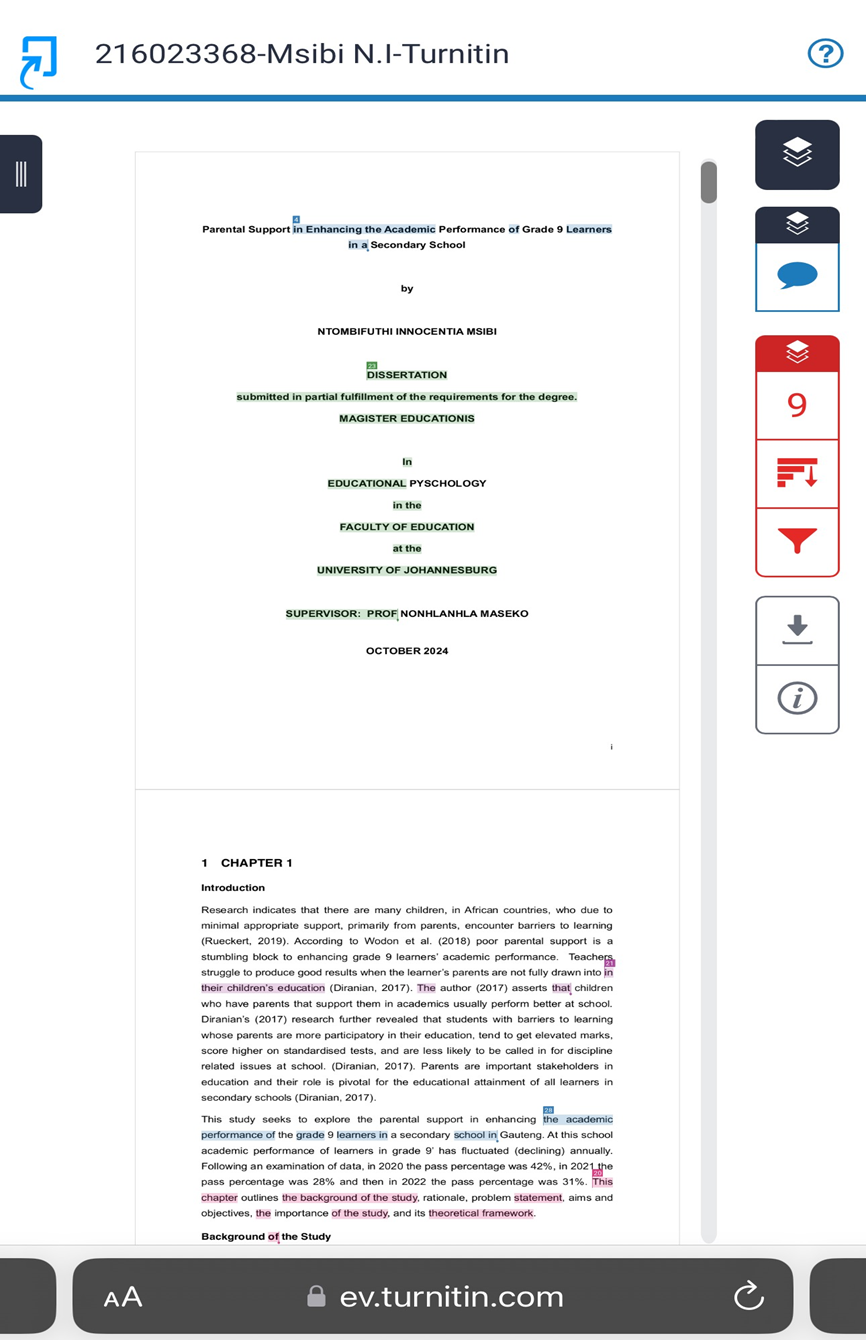 216023368-Msibi N.I-Turnitin
?
4
Parental Support in Enhancing the Academic Performance of Grade 9 Learners
in a Secondary School
by
NTOMBIFUTHI INNOCENTIA MSIBI
23
DISSERTATION
submitted in partial fulfillment of the requirements for the degree.
MAGISTER EDUCATIONIS
In
EDUCATIONAL PYSCHOLOGY
in the
FACULTY OF EDUCATION
at the
UNIVERSITY OF JOHANNESBURG
SUPERVISOR: PROF NONHLANHLA MASEKO
OCTOBER 2024
i
9
i
1 CHAPTER 1
Introduction
Research indicates that there are many children, in African countries, who due to
minimal appropriate support, primarily from parents, encounter barriers to learning
(Rueckert, 2019). According to Wodon et al. (2018) poor parental support is a
stumbling block to enhancing grade 9 learners' academic performance. Teachers
21
struggle to produce good results when the learner's parents are not fully drawn into in
their children's education (Diranian, 2017). The author (2017) asserts that children
who have parents that support them in academics usually perform better at school.
Diranian's (2017) research further revealed that students with barriers to learning
whose parents are more participatory in their education, tend to get elevated marks,
score higher on standardised tests, and are less likely to be called in for discipline
related issues at school. (Diranian, 2017). Parents are important stakeholders in
education and their role is pivotal for the educational attainment of all learners in
secondary schools (Diranian, 2017).
28
This study seeks to explore the parental support in enhancing the academic
performance of the grade 9 learners in a secondary school in Gauteng. At this school
academic performance of learners in grade 9' has fluctuated (declining) annually.
Following an examination of data, in 2020 the pass percentage was 42%, in 2021 the
20
pass percentage was 28% and then in 2022 the pass percentage was 31%. This
chapter outlines the background of the study, rationale, problem statement, aims and
objectives, the importance of the study, and its theoretical framework.
Background of the Study
AA
ev.turnitin.com